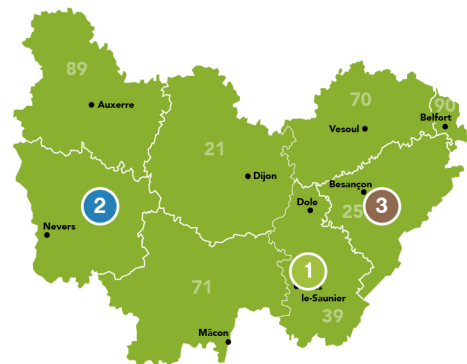 89
Auxerre
70
90
Belfort
Vesoul
21
Dijon
Besançon
25
3
Dole
2
Nevers
1
le-Saunier
71
39
Mâcon